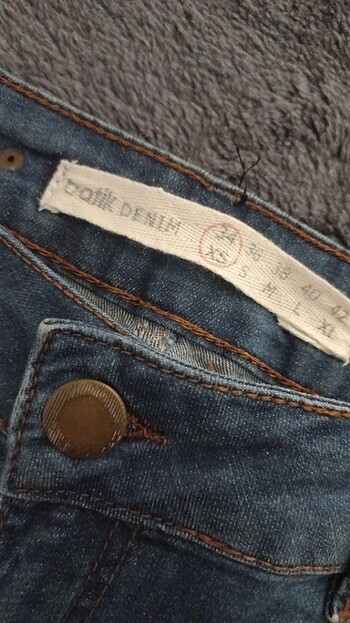 batik DENIM
34 36 38 40 42
XS S M L XL